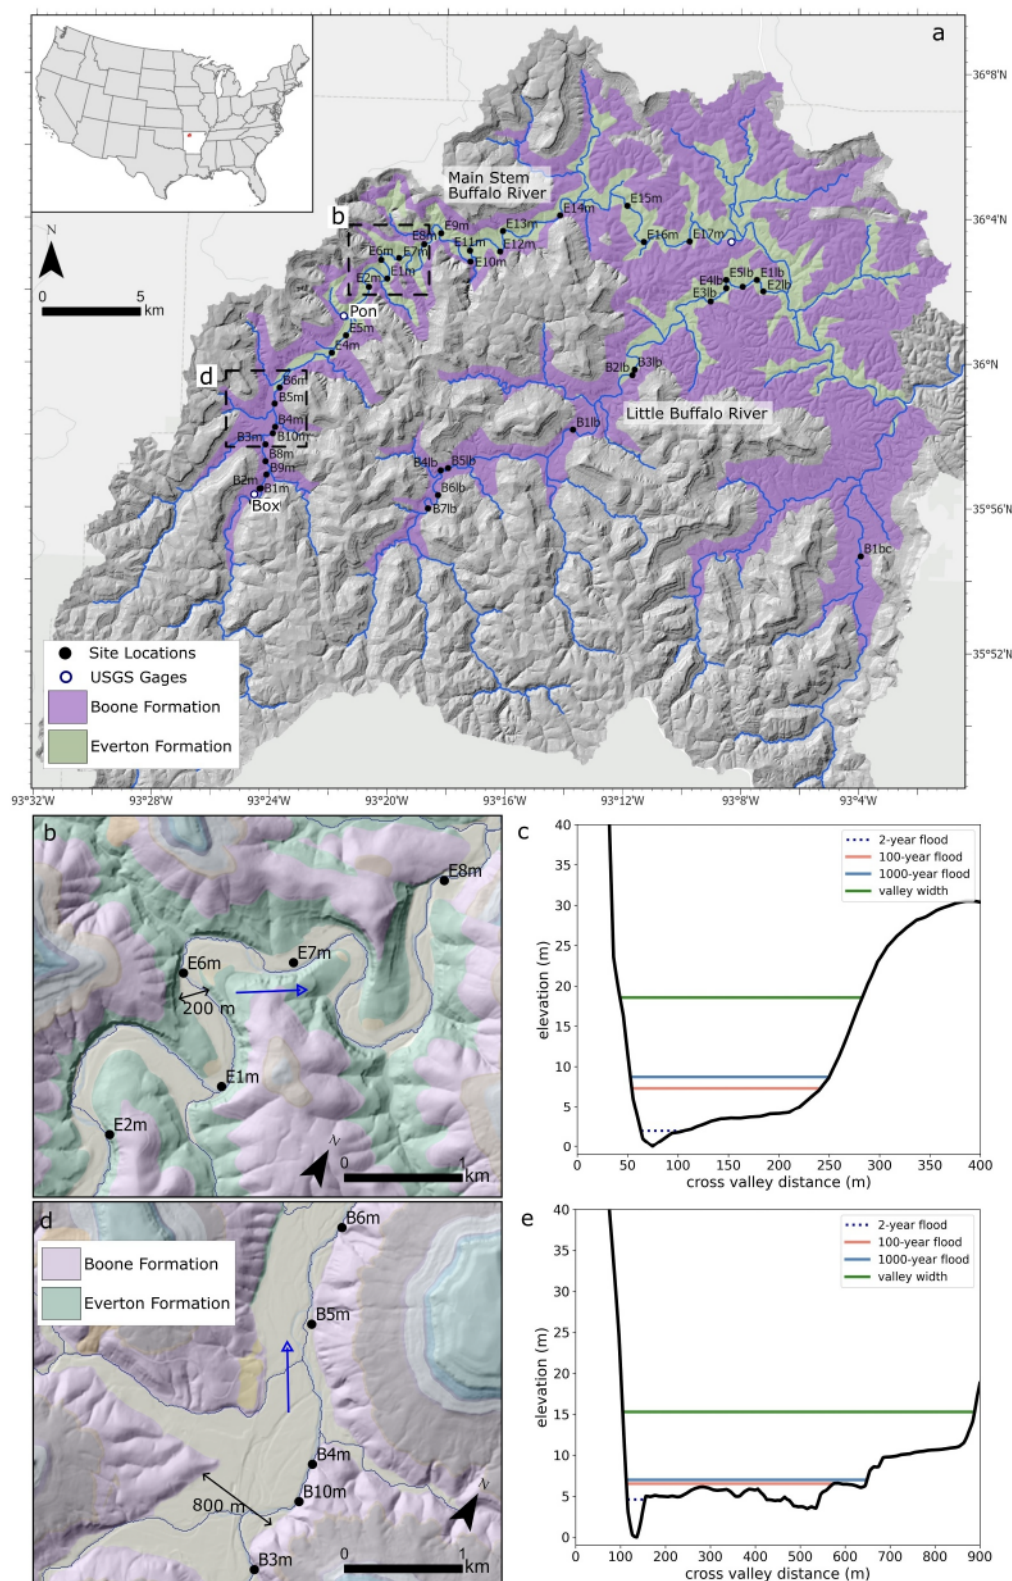 a
36°8'N
Main Stem
Buffalo River
E15m
E14m
36°4'N
b
E9m
E13m
E8m
E16m
E17m
E11m
E12m
E6m
E7m
E10m
E1m
E2m
E5lb
E1lb
E4lb
E2lb
E3lb
N
0
5
km
Pon
E5m
E4m
36°N
d
B3lb
B2lb
B6m
B5m
Little Buffalo River
B4m
B1lb
B3m
B10m
B8m
B4lb
B5lb
B9m
B2m
B1m
B6lb
Box
B7lb
35°56'N
B1bc
35°52'N
Site Locations
USGS Gages
Boone Formation
Everton Formation
93°32'W
93°28'W
93°24'W
93°20'W
93°16'W
93°12'W
93°8'W
93°4'W
b
E8m
E7m
E6m
200 m
E1m
E2m
N
0
1
km
c
40
35
30
25
20
15
10
5
0
elevation (m)
2-year flood
100-year flood
1000-year flood
valley width
0
50
100
150
200
250
300
350
400
cross valley distance (m)
d
B6m
Boone Formation
Everton Formation
B5m
B4m
B10m
800 m
B3m
N
0
1
km
e
40
35
30
25
20
15
10
5
0
elevation (m)
2-year flood
100-year flood
1000-year flood
valley width
0
100
200
300
400
500
600
700
800
900
cross valley distance (m)